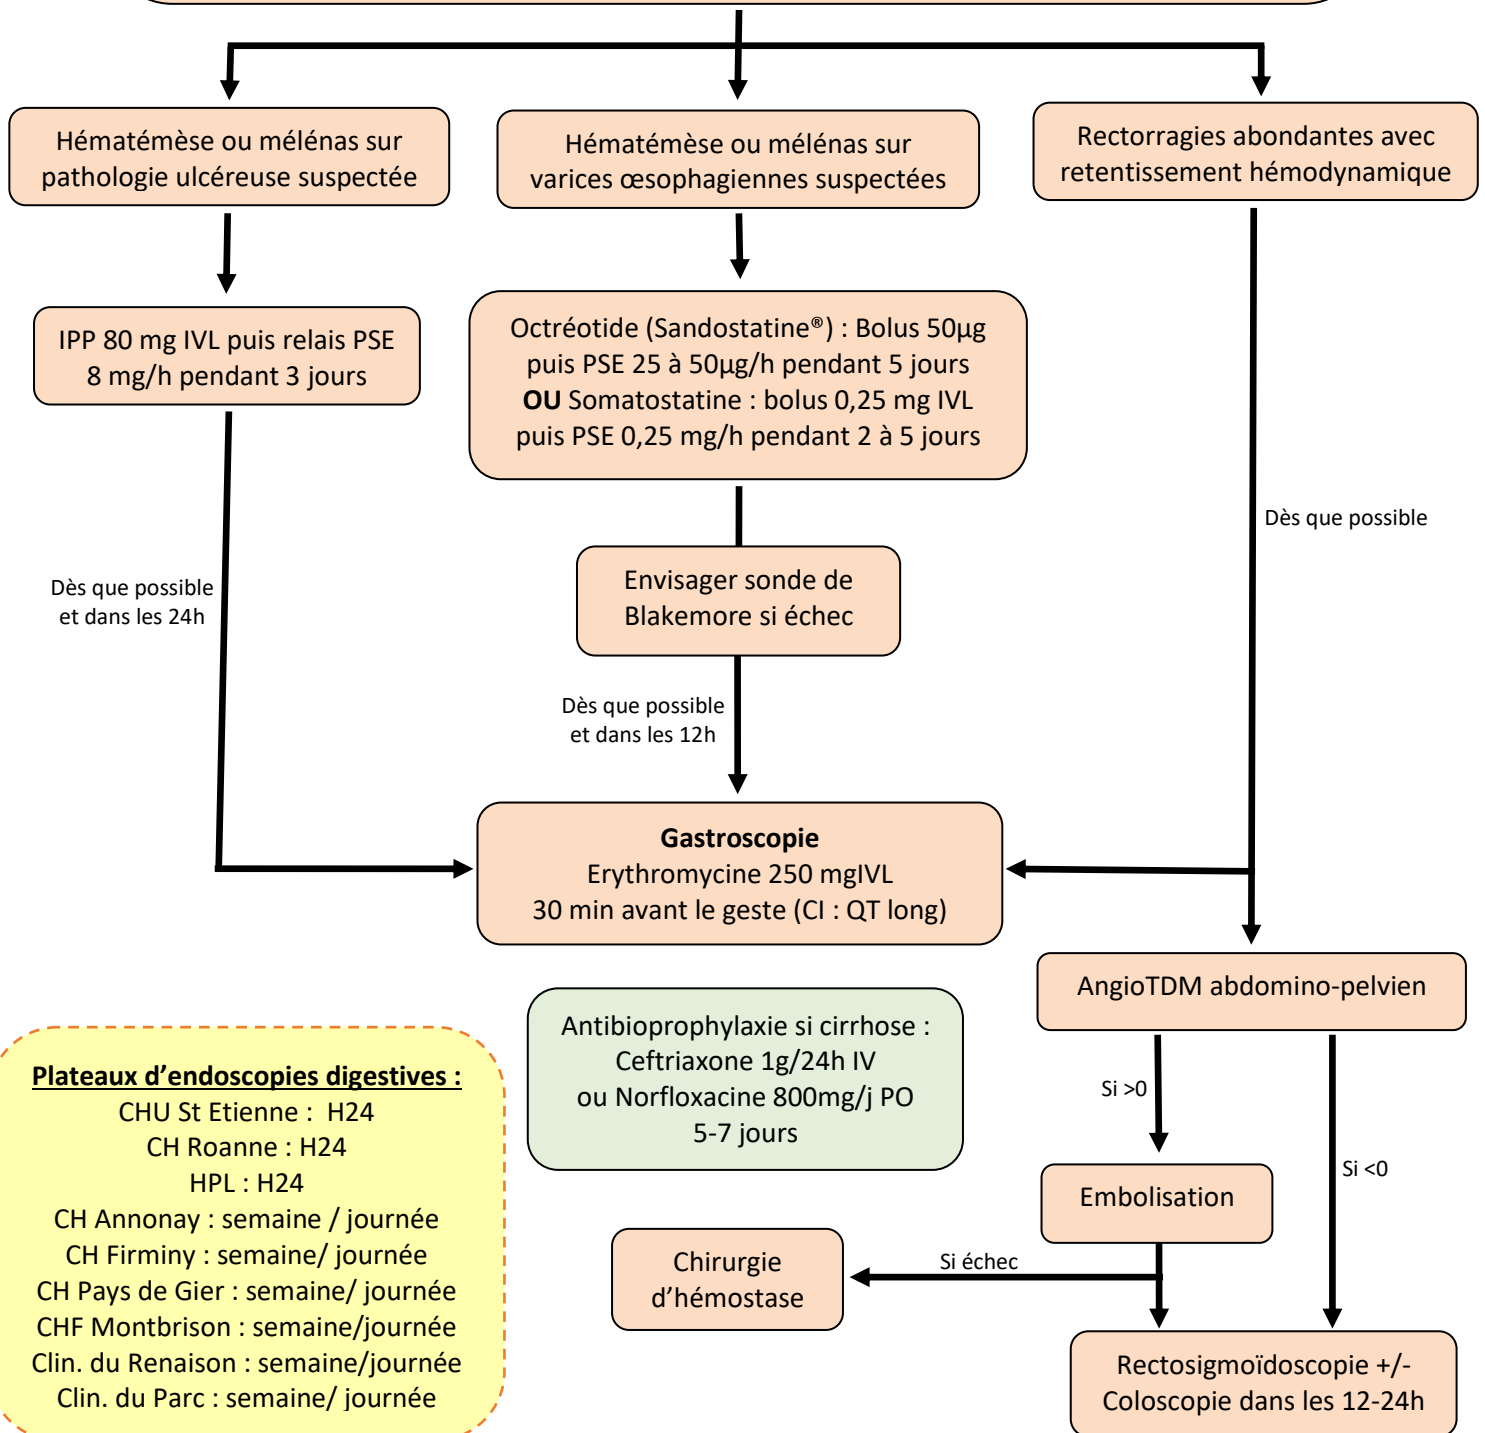 Hématémèse ou mélénas sur
pathologie ulcéreuse suspectée
Hématémèse ou mélénas sur
varices œsophagiennes suspectées
Rectorragies abondantes avec
retentissement hémodynamique
IPP 80 mg IVL puis relais PSE
8 mg/h pendant 3 jours
Octréotide (Sandostatine®) : Bolus 50µg
puis PSE 25 à 50µg/h pendant 5 jours
OU Somatostatine : bolus 0,25 mg IVL
puis PSE 0,25 mg/h pendant 2 à 5 jours
Dès que possible
Envisager sonde de
Blakemore si échec
Dès que possible
et dans les 24h
Dès que possible
et dans les 12h
Gastroscopie
Erythromycine 250 mgIVL
30 min avant le geste (CI : QT long)
AngioTDM abdomino-pelvien
Antibioprophylaxie si cirrhose :
Ceftriaxone 1g/24h IV
ou Norfloxacine 800mg/j PO
5-7 jours
Plateaux d’endoscopies digestives :
CHU St Etienne : H24
CH Roanne : H24
HPL : H24
CH Annonay : semaine / journée
CH Firminy : semaine/ journée
CH Pays de Gier : semaine/ journée
CHF Montbrison : semaine/journée
Clin. du Renaison : semaine/journée
Clin. du Parc : semaine/ journée
Si >0
Si <0
Embolisation
Si échec
Chirurgie
d’hémostase
Rectosigmoïdoscopie +/-
Coloscopie dans les 12-24h